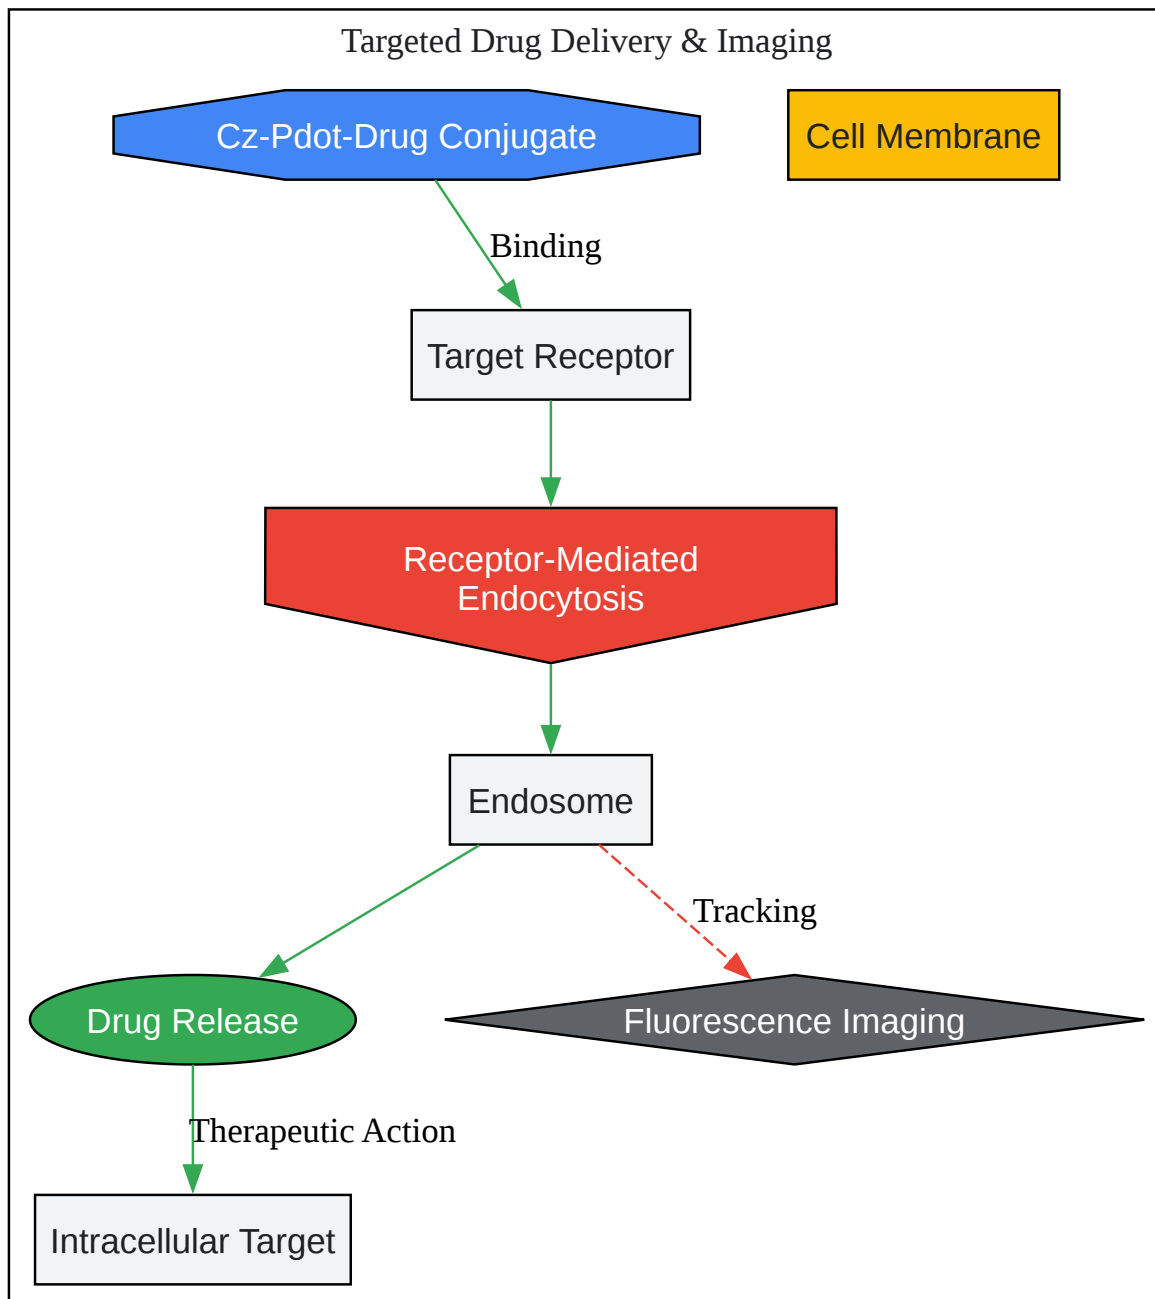 Targeted Drug Delivery & Imaging
Cz-Pdot-Drug Conjugate
Cell Membrane
Binding
Target Receptor
Receptor-Mediated
Endocytosis
Endosome
Tracking
Drug Release
Fluorescence Imaging
Therapeutic Action
Intracellular Target